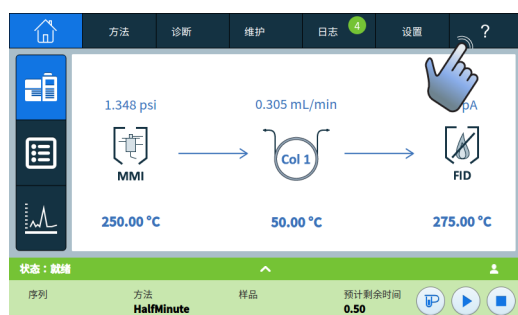 方法 诊断 维护 日志 4 设置 ?
1.348 psi 0.305 mL/min pA
Col 1
MMI FID
250.00 °C 50.00 °C 275.00 °C
状态：就绪
序列 方法 样品 预计剩余时间
HalfMinute 0.50